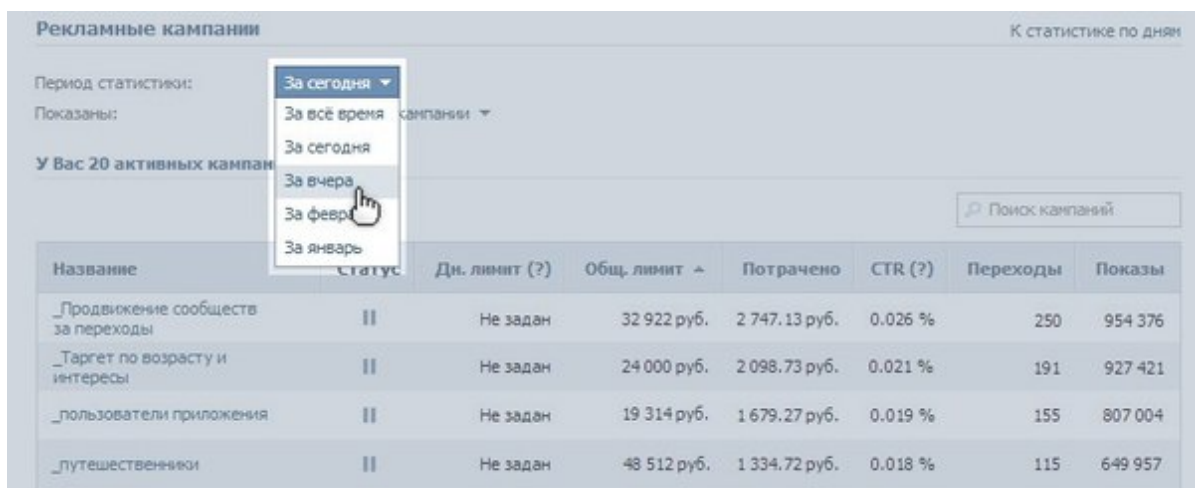 Рекламные кампании
К статистике по дням
Период статистики:
За сегодня
Показаны:
За всё время
кампании
За сегодня
У Вас 20 активных кампан
За вчера
За февра
Поиск кампаний
За январь
Название Статус Дн. лимит (?) Общ. лимит Потрачено CTR (?) Переходы Показы
_Продвижение сообществ
за переходы
Не задан 32 922 руб. 2 747.13 руб. 0.026 % 250 954 376
_Таргет по возрасту и
интересы
Не задан 24 000 руб. 2 098.73 руб. 0.021 % 191 927 421
_пользователи приложения Не задан 19 314 руб. 1 679.27 руб. 0.019 % 155 807 004
_путешественники Не задан 48 512 руб. 1 334.72 руб. 0.018 % 115 649 957